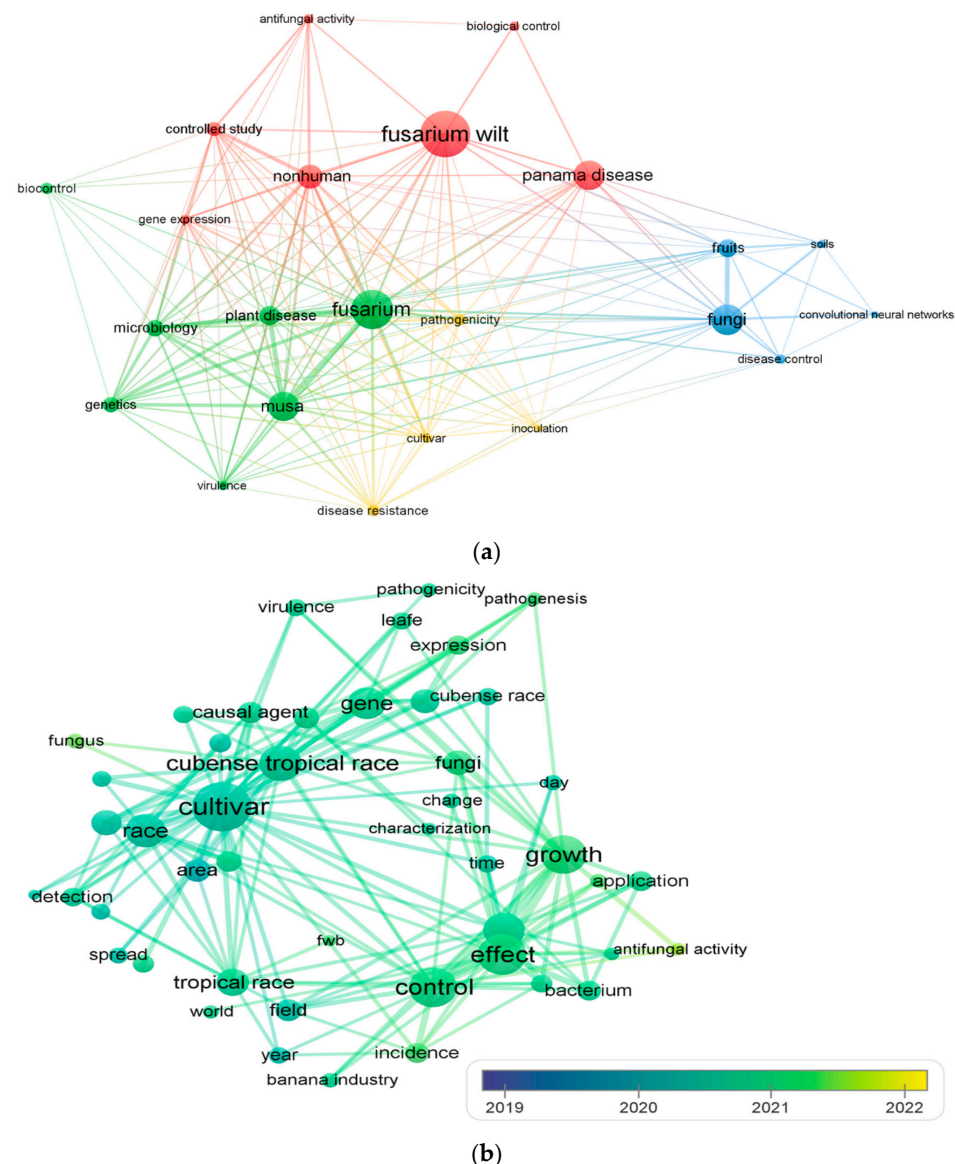 antifungal activity
biological control
controlled study
fusarium wilt
nonhuman
panama disease
biocontrol
gene expression
fruits
soils
fusarium
plant disease
pathogenicity
microbiology
fungi
convolutional neural networks
disease control
genetics
musa
cultivar
inoculation
virulence
disease resistance
(a)
pathogenicity
virulence
pathogenesis
leafe
expression
gene
cubense race
causal agent
fungus
cubense tropical race
fungi
day
cultivar
change
race
characterization
growth
area
time
application
detection
fwb
antifungal activity
spread
effect
tropical race
control
bacterium
world
field
year
incidence
banana industry
2019 2020 2021 2022
(b)